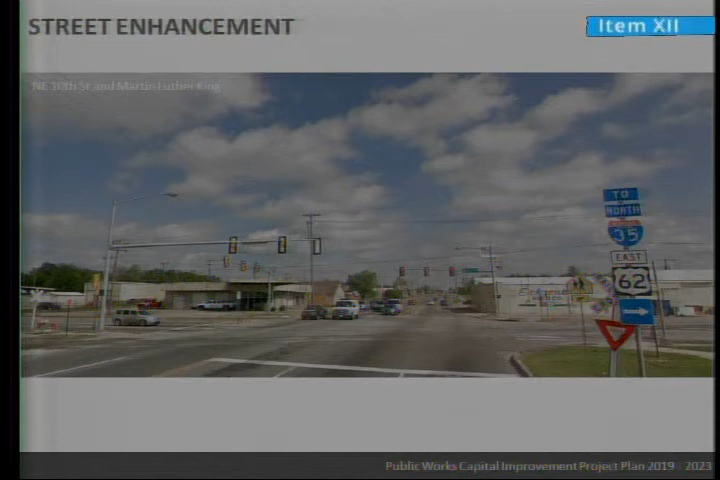 STREET ENHANCEMENT
Item XII
NE 10th St and Martin Luther King
TO
NORTH
35
EAST
62
Public Works Capital Improvement Project Plan 2019 2023